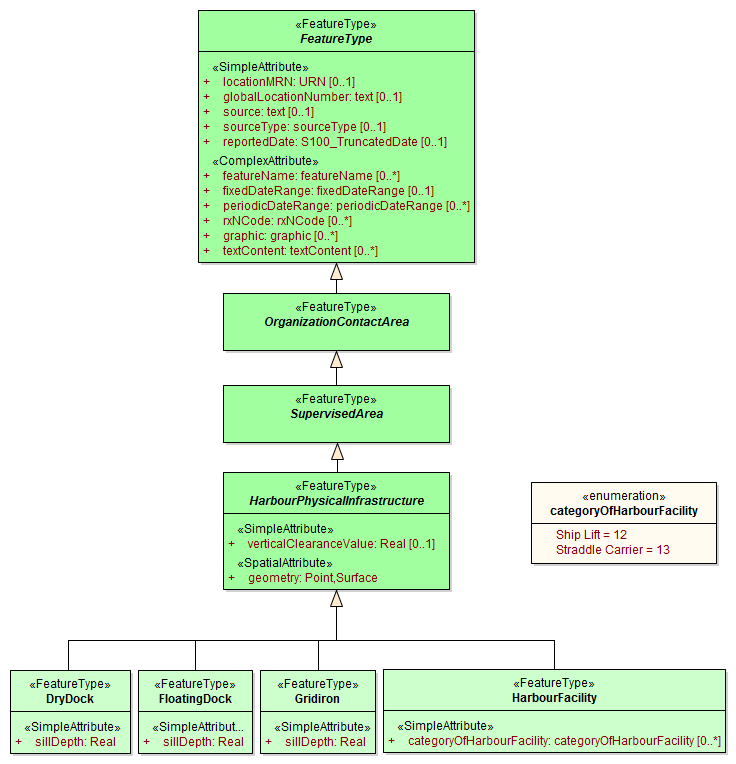 «FeatureType»
FeatureType
«SimpleAttribute»
+ locationMRN: URN [0..1]
+ globalLocationNumber: text [0..1]
+ source: text [0..1]
+ sourceType: sourceType [0..1]
+ reportedDate: S100_TruncatedDate [0..1]
«ComplexAttribute»
+ featureName: featureName [0..*]
+ fixedDateRange: fixedDateRange [0..1]
+ periodicDateRange: periodicDateRange [0..*]
+ rxNCode: rxNCode [0..*]
+ graphic: graphic [0..*]
+ textContent: textContent [0..*]
«FeatureType»
OrganizationContactArea
«FeatureType»
SupervisedArea
«FeatureType»
HarbourPhysicalInfrastructure
«SimpleAttribute»
+ verticalClearanceValue: Real [0..1]
«SpatialAttribute»
+ geometry: Point,Surface
«enumeration»
categoryOfHarbourFacility
Ship Lift = 12
Straddle Carrier = 13
«FeatureType»
DryDock
«SimpleAttribute»
+ sillDepth: Real
«FeatureType»
FloatingDock
«SimpleAttribut...
+ sillDepth: Real
«FeatureType»
Gridiron
«SimpleAttribute»
+ sillDepth: Real
«FeatureType»
HarbourFacility
«SimpleAttribute»
+ categoryOfHarbourFacility: categoryOfHarbourFacility [0..*]